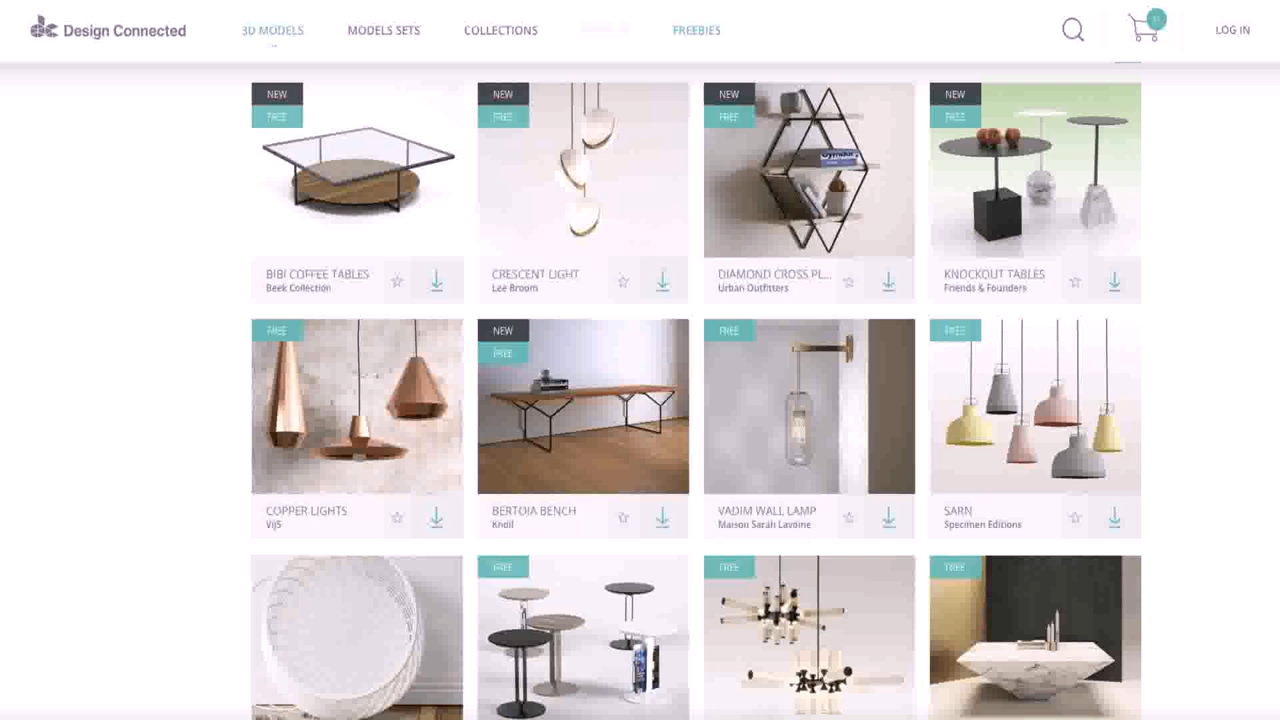 Design Connected
3D MODELS
MODELS SETS
COLLECTIONS
FREEBIES
LOG IN
NEW
FREE
NEW
FREE
NEW
FREE
NEW
FREE
BIBI COFFEE TABLES
Beek Collection
CRESCENT LIGHT
Lee Broom
DIAMOND CROSS PL...
Urban Outfitters
KNOCKOUT TABLES
Friends & Founders
FREE
NEW
FREE
FREE
FREE
COPPER LIGHTS
Vij5
BERTOIA BENCH
Knoll
VADIM WALL LAMP
Maison Sarah Lavoine
SARN
Specimen Editions
FREE
FREE
FREE